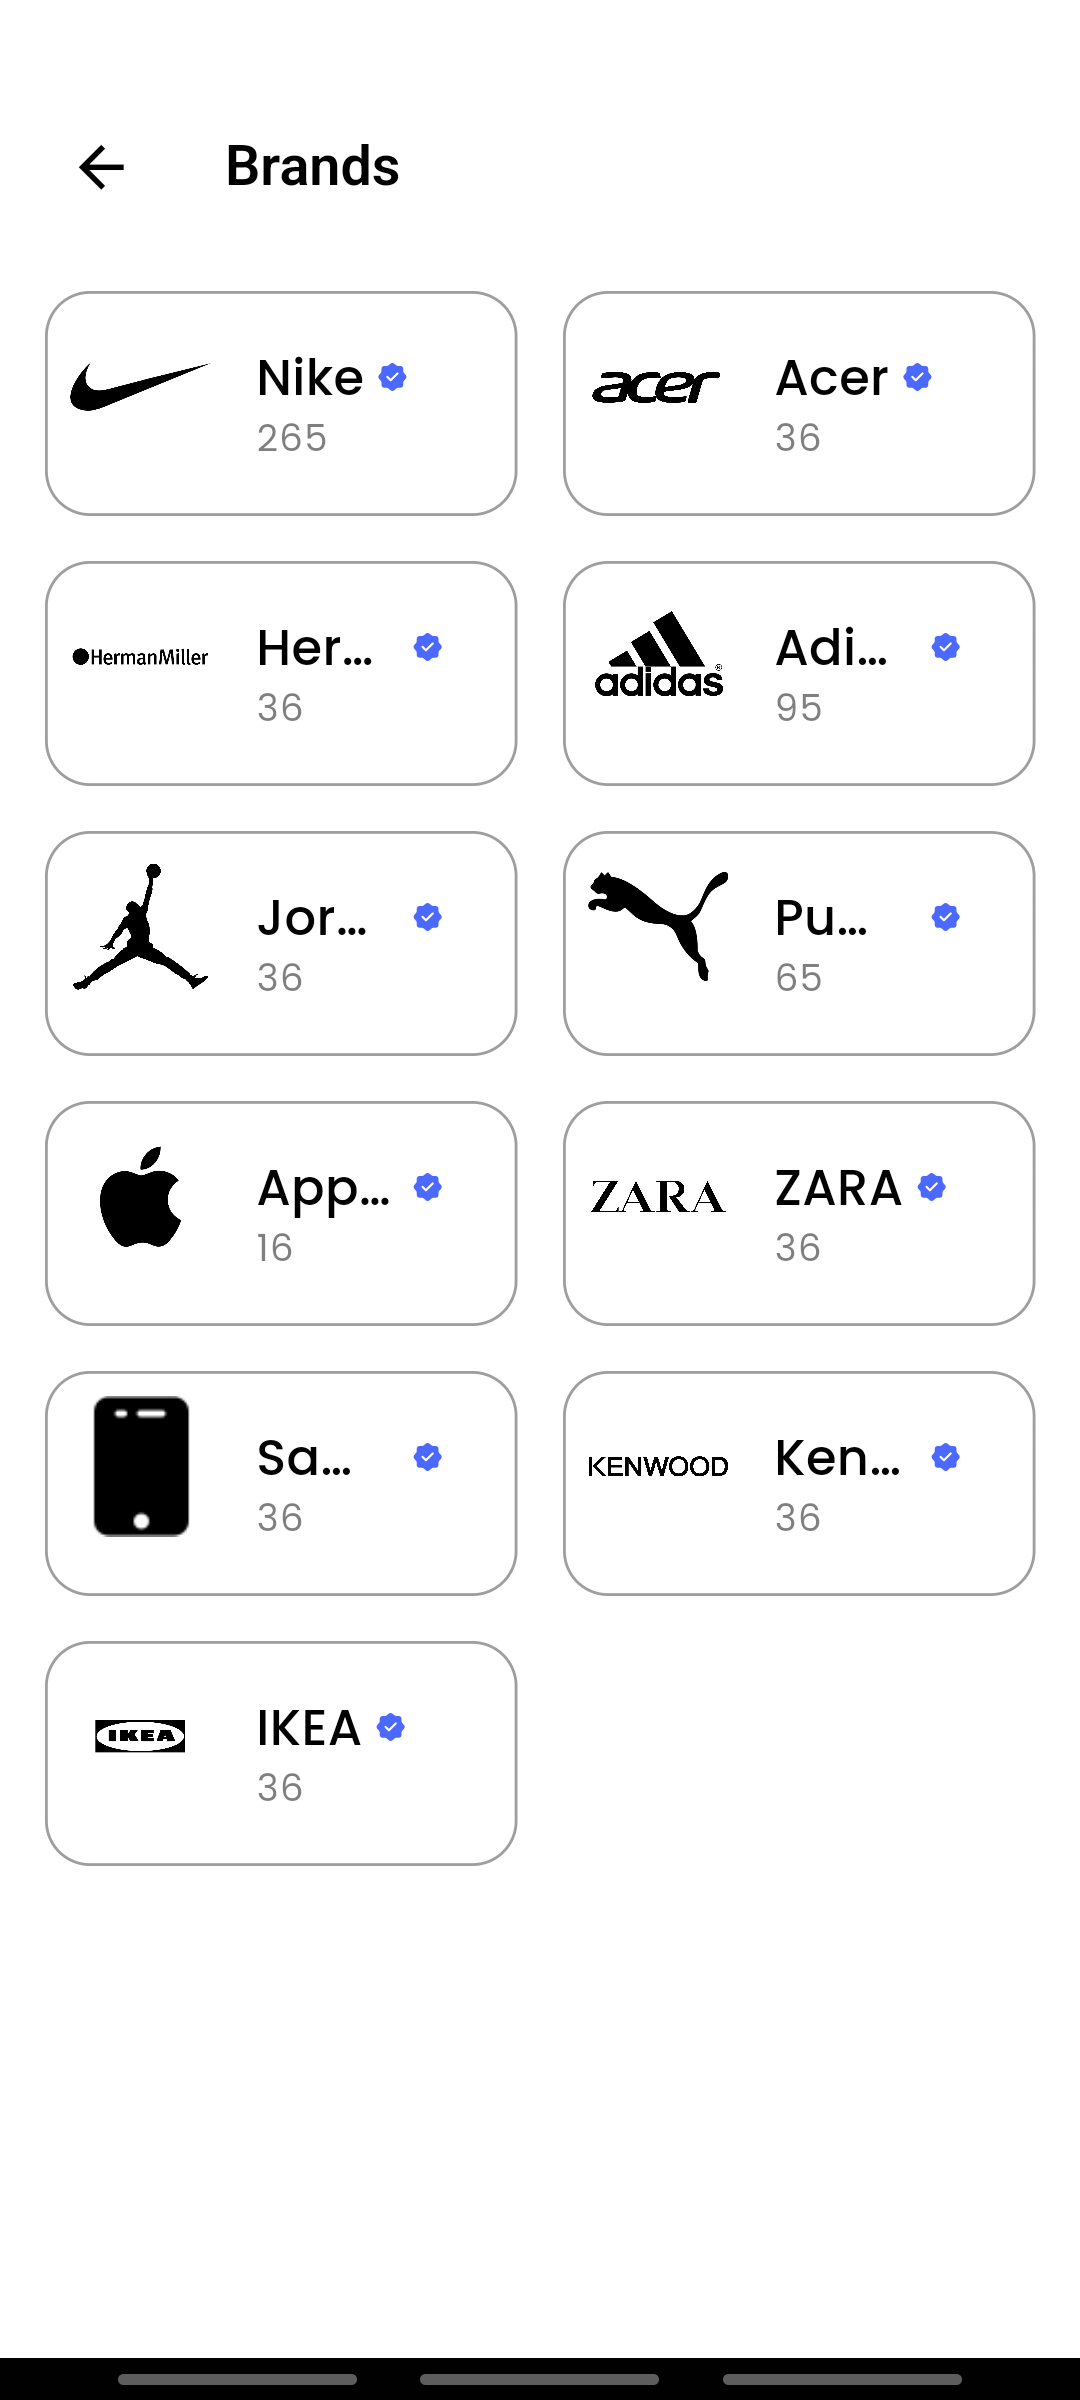 Brands
Nike
265
acer
Acer
36
HermanMiller
Her...
36
adidas®
Adi...
95
Jor...
36
Pu...
65
App...
16
ZARA
ZARA
36
Sa...
36
KENWOOD
Ken...
36
IKEA
IKEA
36